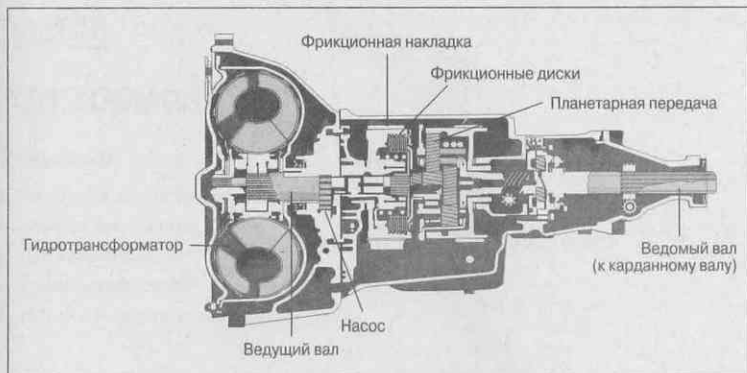 Фрикционная накладка
Фрикционные диски
Планетарная передача
Гидротрансформатор
Ведомый вал
(к карданному валу)
Насос
Ведущий вал